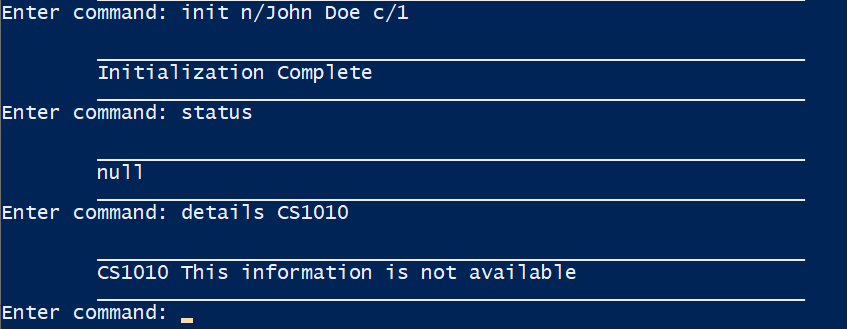 Enter command: init n/John Doe c/1
Initialization Complete
Enter command: status
null
Enter command: details CS1010
CS1010 This information is not available
Enter command: